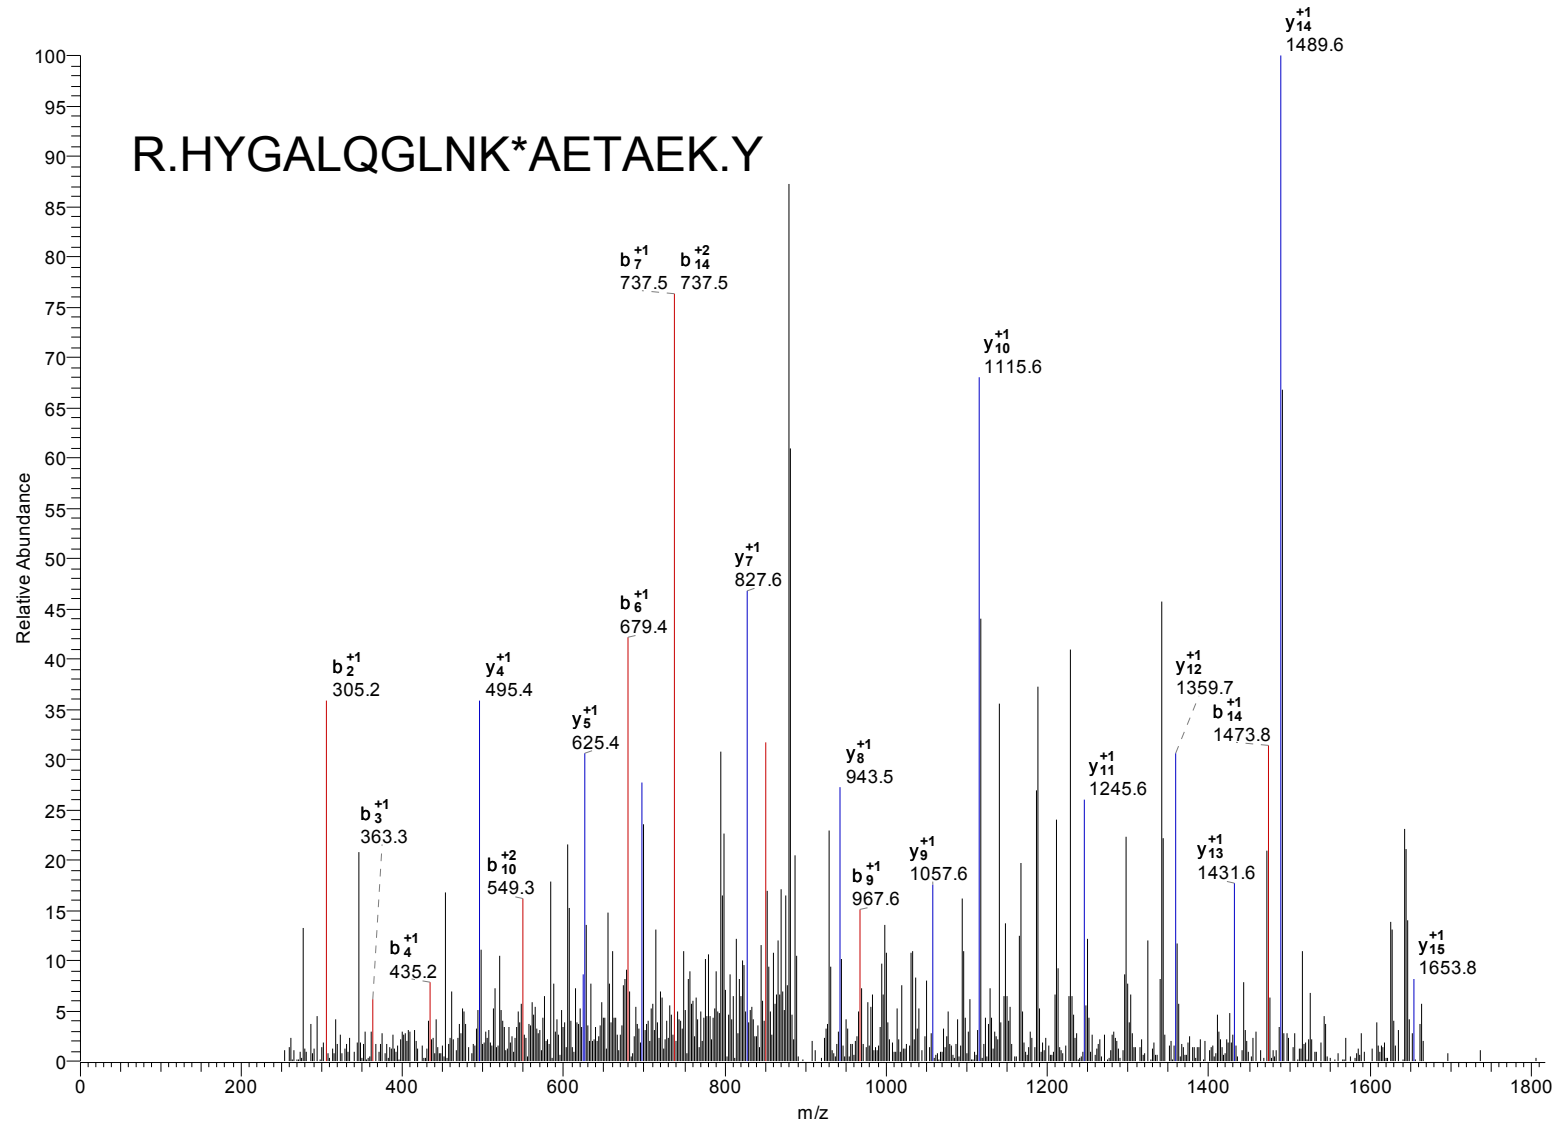 y14+1
1489.6
R.HYGALQGLNK*AETAEK.Y
b7+1 b14+2
737.5 737.5
y10+1
1115.6
y7+1
827.6
b6+1
679.4
b2+1 y4+1
305.2 495.4
y12+1
1359.7
y5+1
625.4
b14+1
1473.8
y8+1
943.5
y11+1
1245.6
b3+1
363.3
b10+2
549.3
b9+1
967.6
y9+1
1057.6
y13+1
1431.6
b4+1
435.2
y15+1
1653.8
Relative Abundance
100
95
90
85
80
75
70
65
60
55
50
45
40
35
30
25
20
15
10
5
0
0 200 400 600 800 1000 1200 1400 1600 1800
m/z